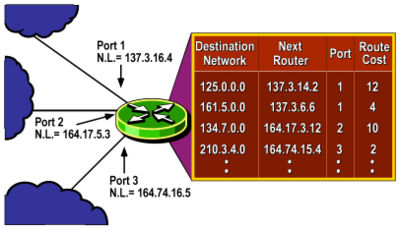 Port 1
N.L.= 137.3.16.4
Port 2
N.L.= 164.17.5.3
Port 3
N.L.= 164.74.16.5
Destination Network Next Router Port Route Cost
125.0.0.0 137.3.14.2 1 12
161.5.0.0 137.3.6.6 1 4
134.7.0.0 164.17.3.12 2 10
210.3.4.0 164.74.15.4 3 2